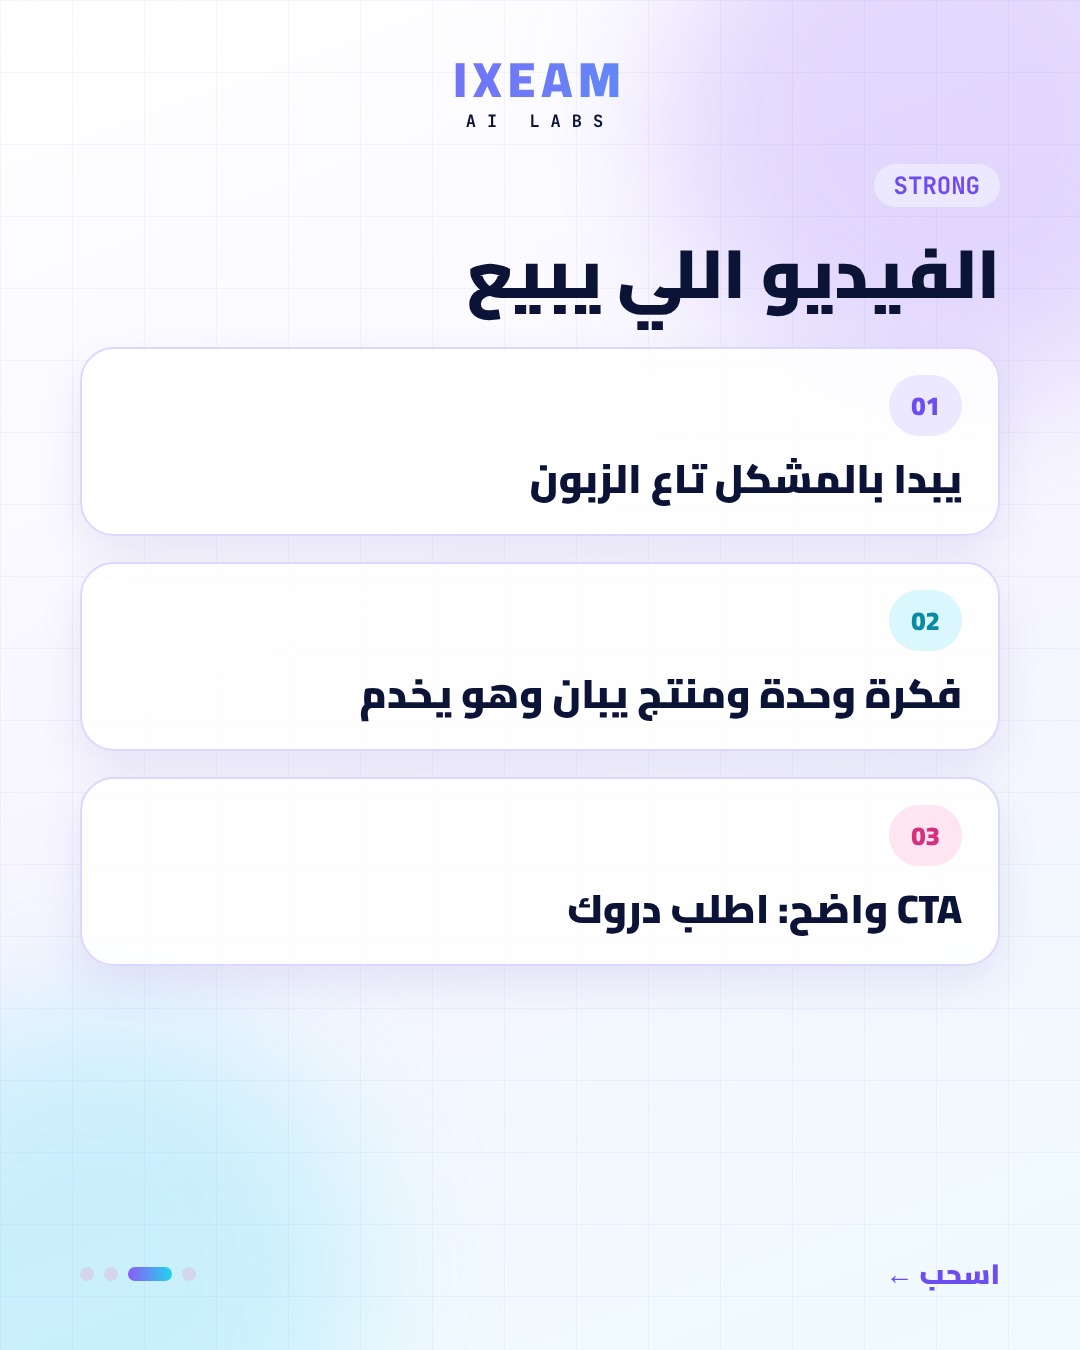 IXEAM
AI LABS
STRONG
الفيديو اللي يبيع
01
يبدا بالمشكل تاع الزبون
02
فكرة وحدة ومنتج يبان وهو يخدم
03
CTA واضح: اطلب دروك
اسحب ←